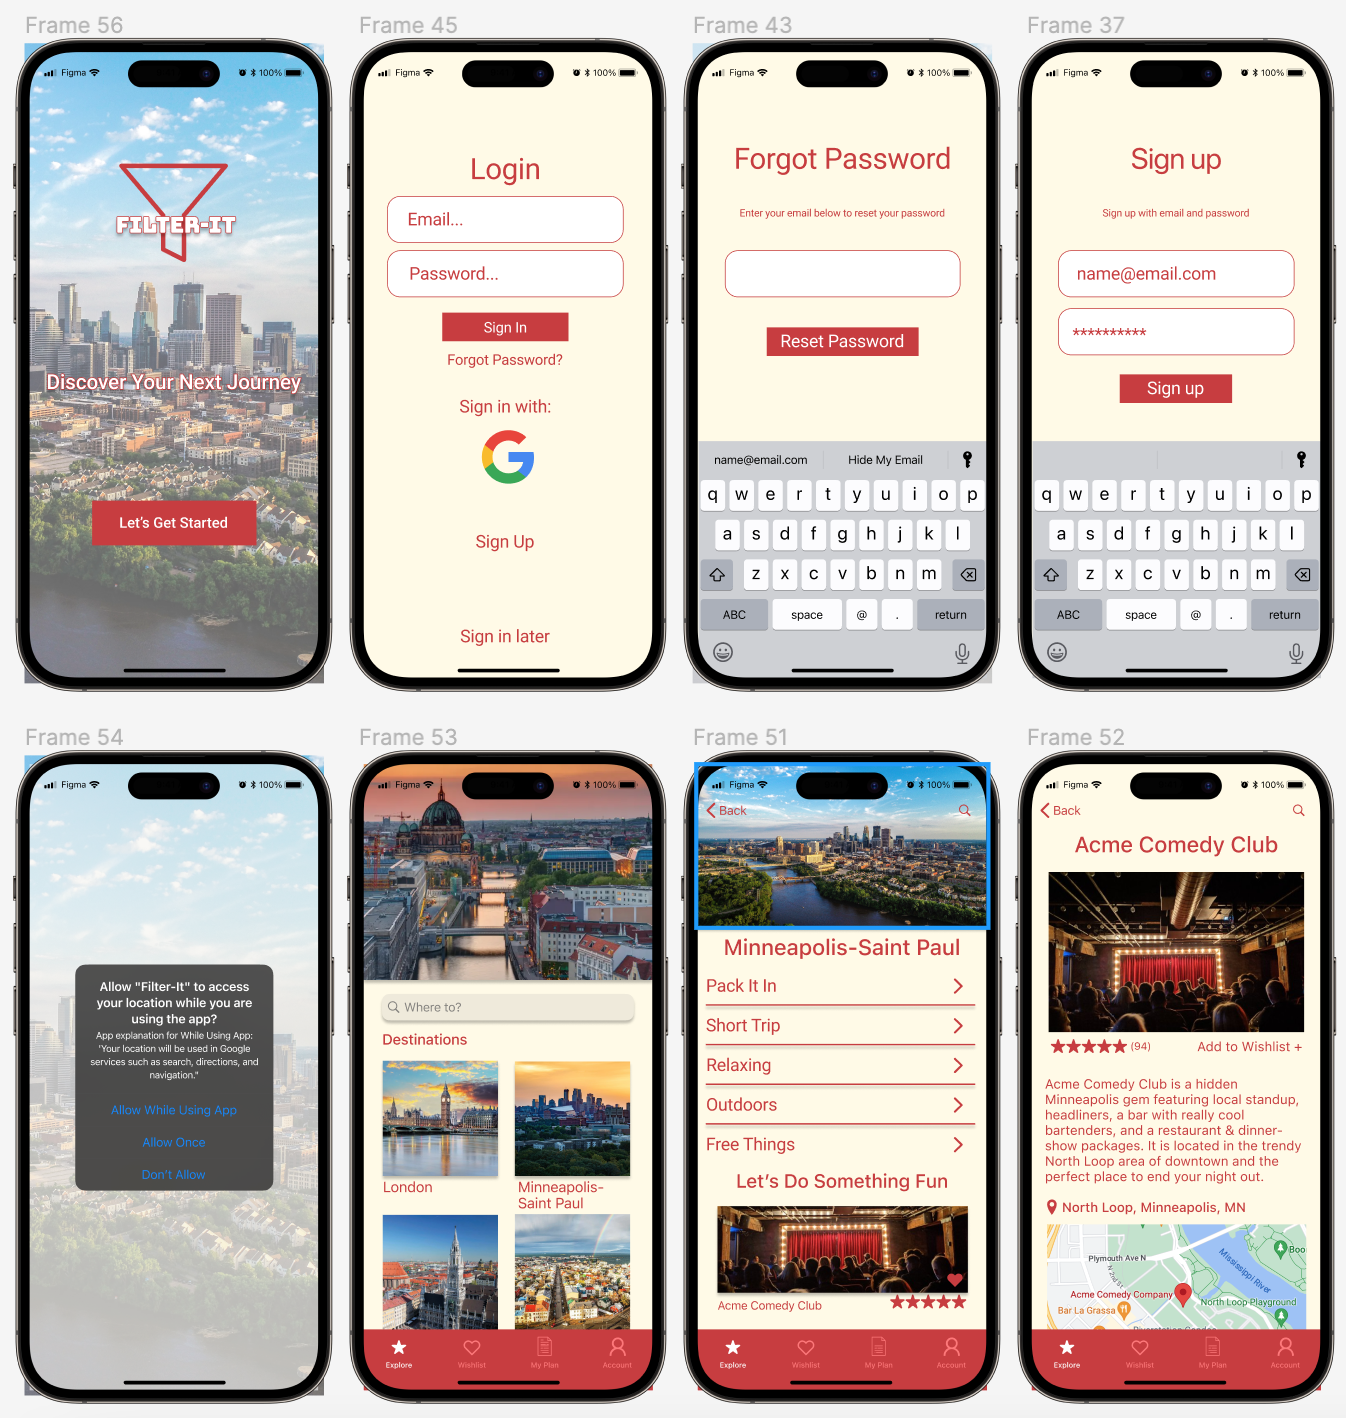 Frame 56
Figma
100%
FILTER-IT
Discover Your Next Journey
Let's Get Started
Frame 45
Figma
100%
Login
Email...
Password...
Sign In
Forgot Password?
Sign in with:
Sign Up
Sign in later
Frame 43
Figma
100%
Forgot Password
Enter your email below to reset your password
Reset Password
name@email.com
Hide My Email
q w e r t y u i o p
a s d f g h j k l
z x c v b n m
ABC space @ . return
Frame 37
Figma
100%
Sign up
Sign up with email and password
name@email.com
**********
Sign up
q w e r t y u i o p
a s d f g h j k l
z x c v b n m
ABC space @ . return
Frame 54
Figma
100%
Allow "Filter-It" to access
your location while you are
using the app?
App explanation for While Using App:
'Your location will be used in Google
services such as search, directions, and
navigation."
Allow While Using App
Allow Once
Don't Allow
Frame 53
Figma
100%
Where to?
Destinations
London
Minneapolis-
Saint Paul
Explore Wishlist My Plan Account
Frame 51
Figma
100%
Back
Minneapolis-Saint Paul
Pack It In
Short Trip
Relaxing
Outdoors
Free Things
Let's Do Something Fun
Acme Comedy Club
Explore Wishlist My Plan Account
Frame 52
Figma
100%
Back
Acme Comedy Club
(94)
Add to Wishlist +
Acme Comedy Club is a hidden
Minneapolis gem featuring local standup,
headliners, a bar with really cool
bartenders, and a restaurant & dinner-
show packages. It is located in the trendy
North Loop area of downtown and the
perfect place to end your night out.
North Loop, Minneapolis, MN
Plymouth Ave N
N 2nd St
Mississippi River
Boo
Acme Comedy Company
North Loop Playground
Bar La Grassa
Explore Wishlist My Plan Account